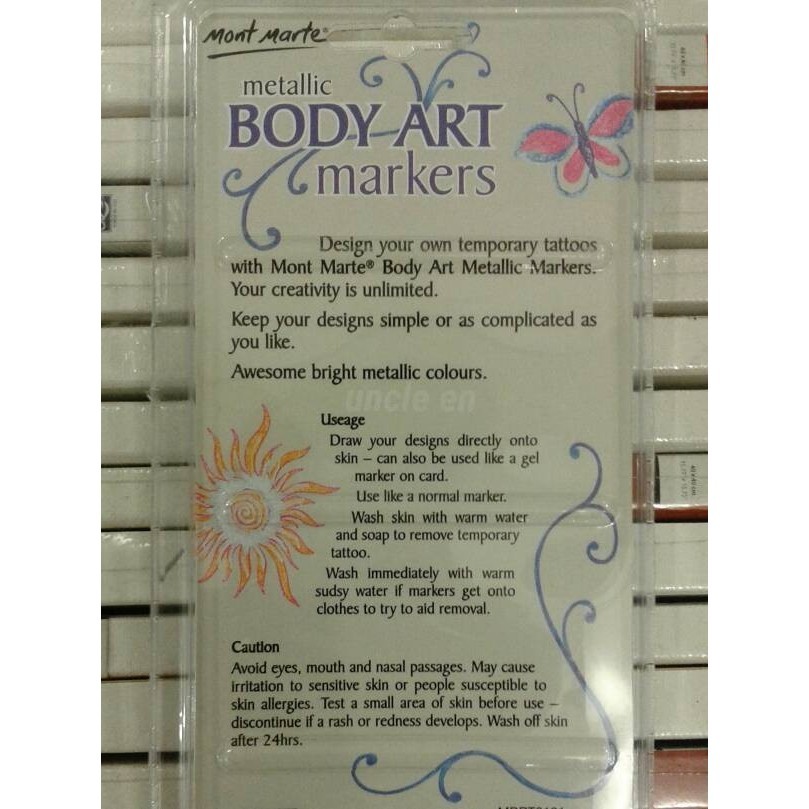 Mont Marte®
metallic
BODY ART
markers
Design your own temporary tattoos
with Mont Marte® Body Art Metallic Markers.
Your creativity is unlimited.
Keep your designs simple or as complicated as
you like.
Awesome bright metallic colours.
uncle en
Useage
Draw your designs directly onto
skin – can also be used like a gel
marker on card.
Use like a normal marker.
Wash skin with warm water
and soap to remove temporary
tattoo.
Wash immediately with warm
sudsy water if markers get onto
clothes to try to aid removal.
Caution
Avoid eyes, mouth and nasal passages. May cause
irritation to sensitive skin or people susceptible to
skin allergies. Test a small area of skin before use –
discontinue if a rash or redness develops. Wash off skin
after 24hrs.